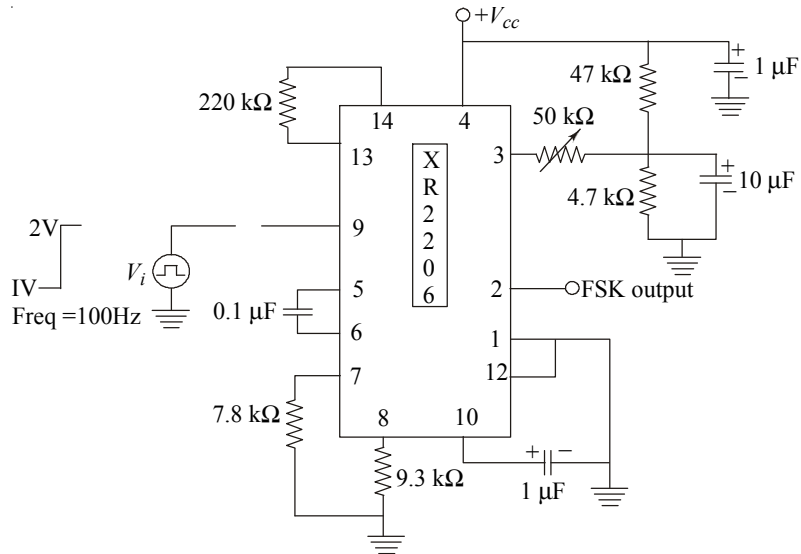 +Vcc
47 kΩ
+
1 μF
−
220 kΩ
14
4
50 kΩ
13
X
R
2
2
0
6
3
+
10 μF
−
4.7 kΩ
2V
9
Vi
IV
Freq =100Hz
5
0.1 μF
6
2
FSK output
1
7
12
7.8 kΩ
8
10
9.3 kΩ
+
−
1 μF